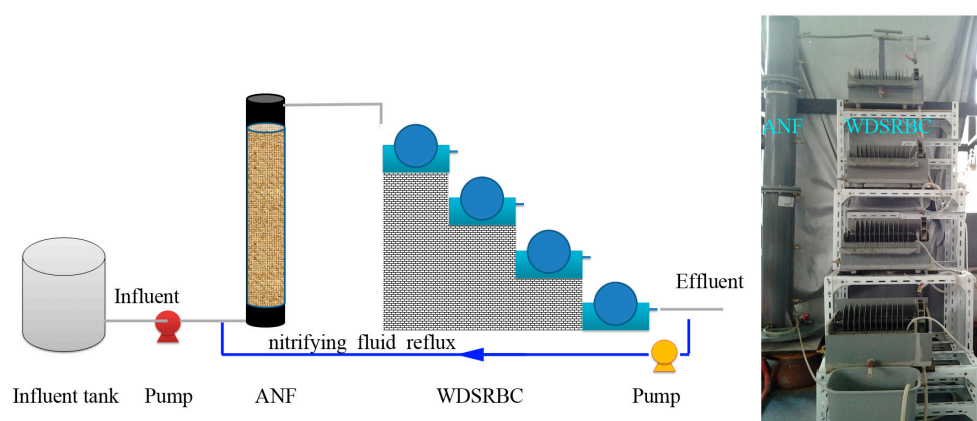 Influent
Effluent
nitrifying fluid reflux
Influent tank
Pump
ANF
WDSRBC
Pump
ANF
WDSRBC